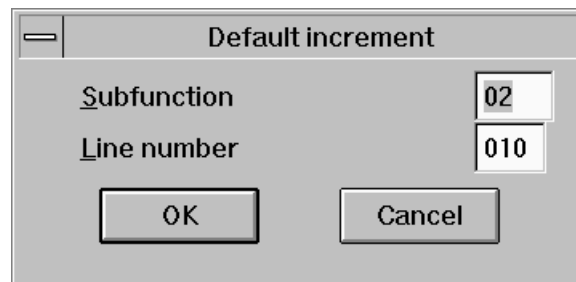 Default increment
Subfunction 02
Line number 010
OK Cancel